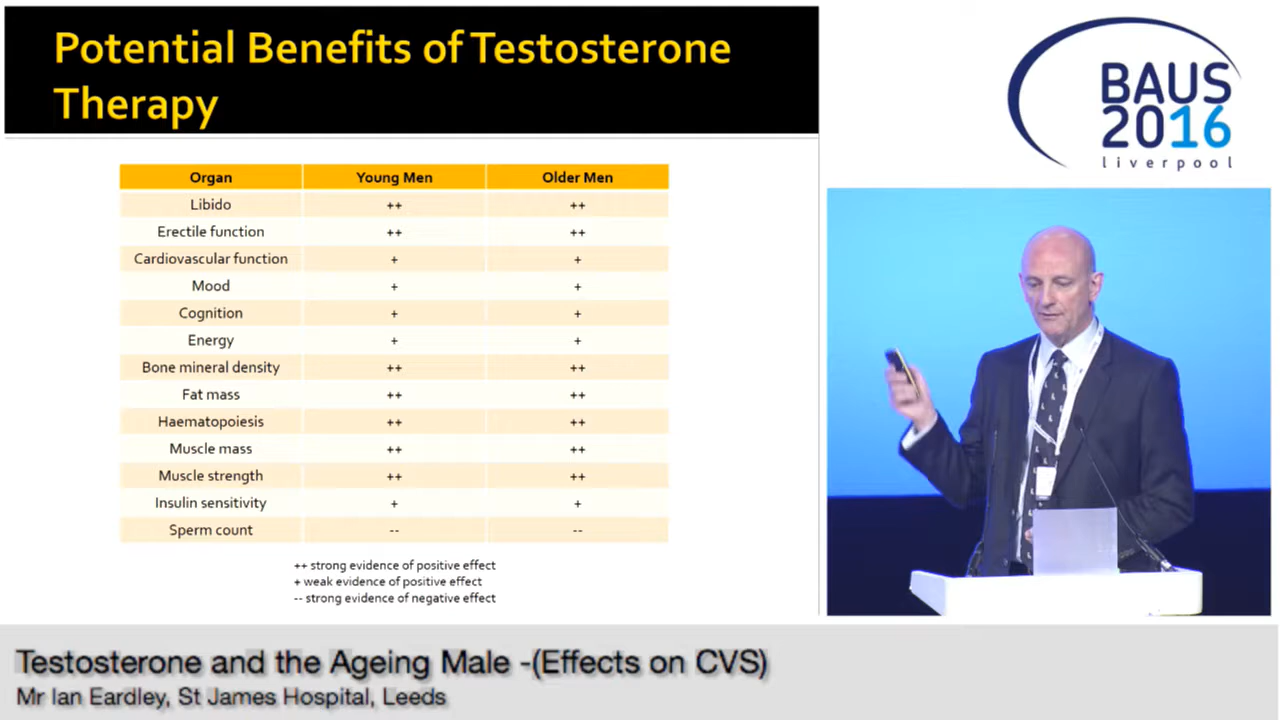 Potential Benefits of Testosterone
Therapy
BAUS
2016
liverpool
Organ Young Men Older Men
Libido ++ ++
Erectile function ++ ++
Cardiovascular function + +
Mood + +
Cognition + +
Energy + +
Bone mineral density ++ ++
Fat mass ++ ++
Haematopoiesis ++ ++
Muscle mass ++ ++
Muscle strength ++ ++
Insulin sensitivity + +
Sperm count -- --
++ strong evidence of positive effect
+ weak evidence of positive effect
-- strong evidence of negative effect
Testosterone and the Ageing Male -(Effects on CVS)
Mr Ian Eardley, St James Hospital, Leeds